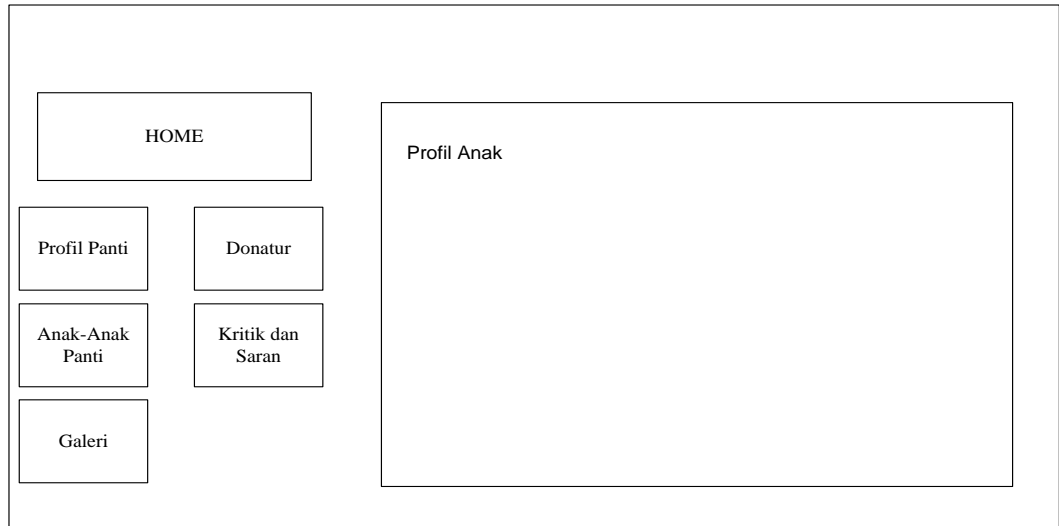 HOME
Profil Anak
Profil Panti
Donatur
Anak-Anak
Panti
Kritik dan
Saran
Galeri